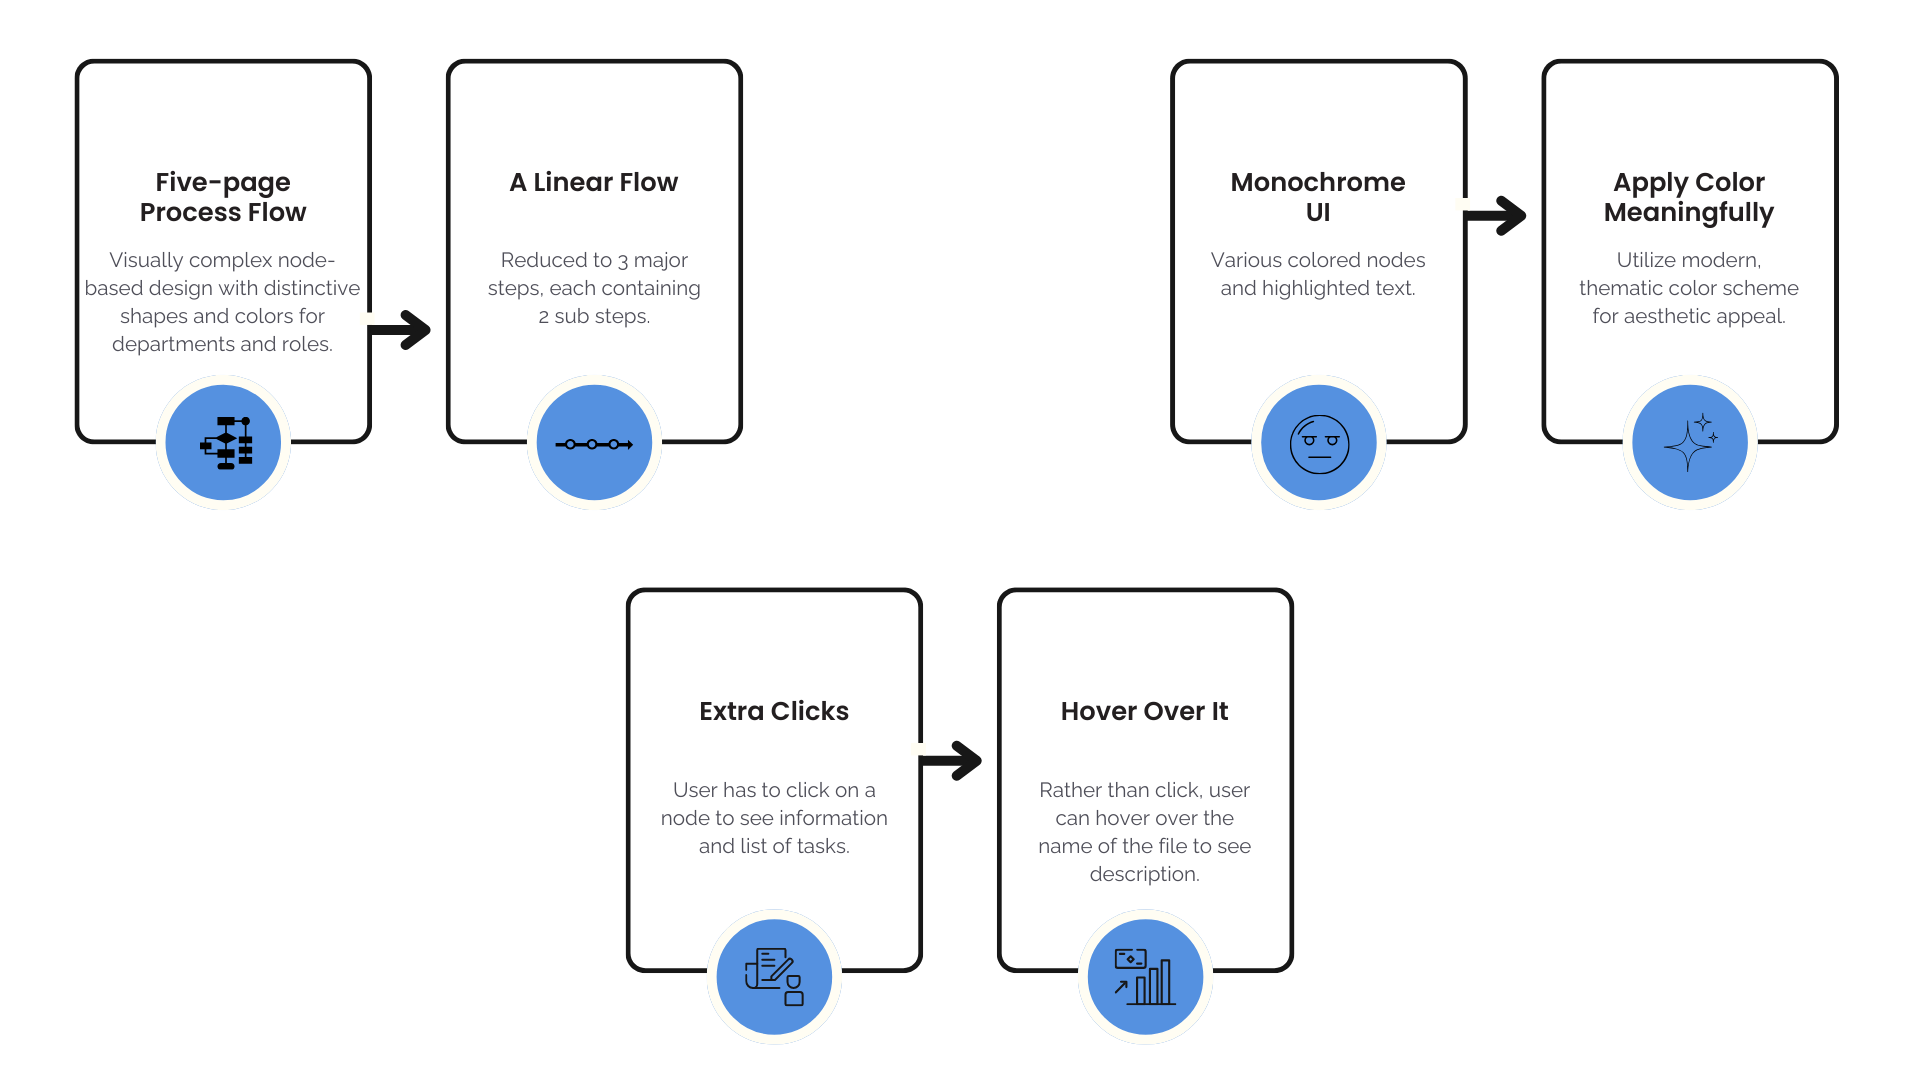 Five-page
Process Flow
Visually complex node-
based design with distinctive
shapes and colors for
departments and roles.
A Linear Flow
Reduced to 3 major
steps, each containing
2 sub steps.
Monochrome
UI
Various colored nodes
and highlighted text.
Apply Color
Meaningfully
Utilize modern,
thematic color scheme
for aesthetic appeal.
Extra Clicks
User has to click on a
node to see information
and list of tasks.
Hover Over It
Rather than click, user
can hover over the
name of the file to see
description.